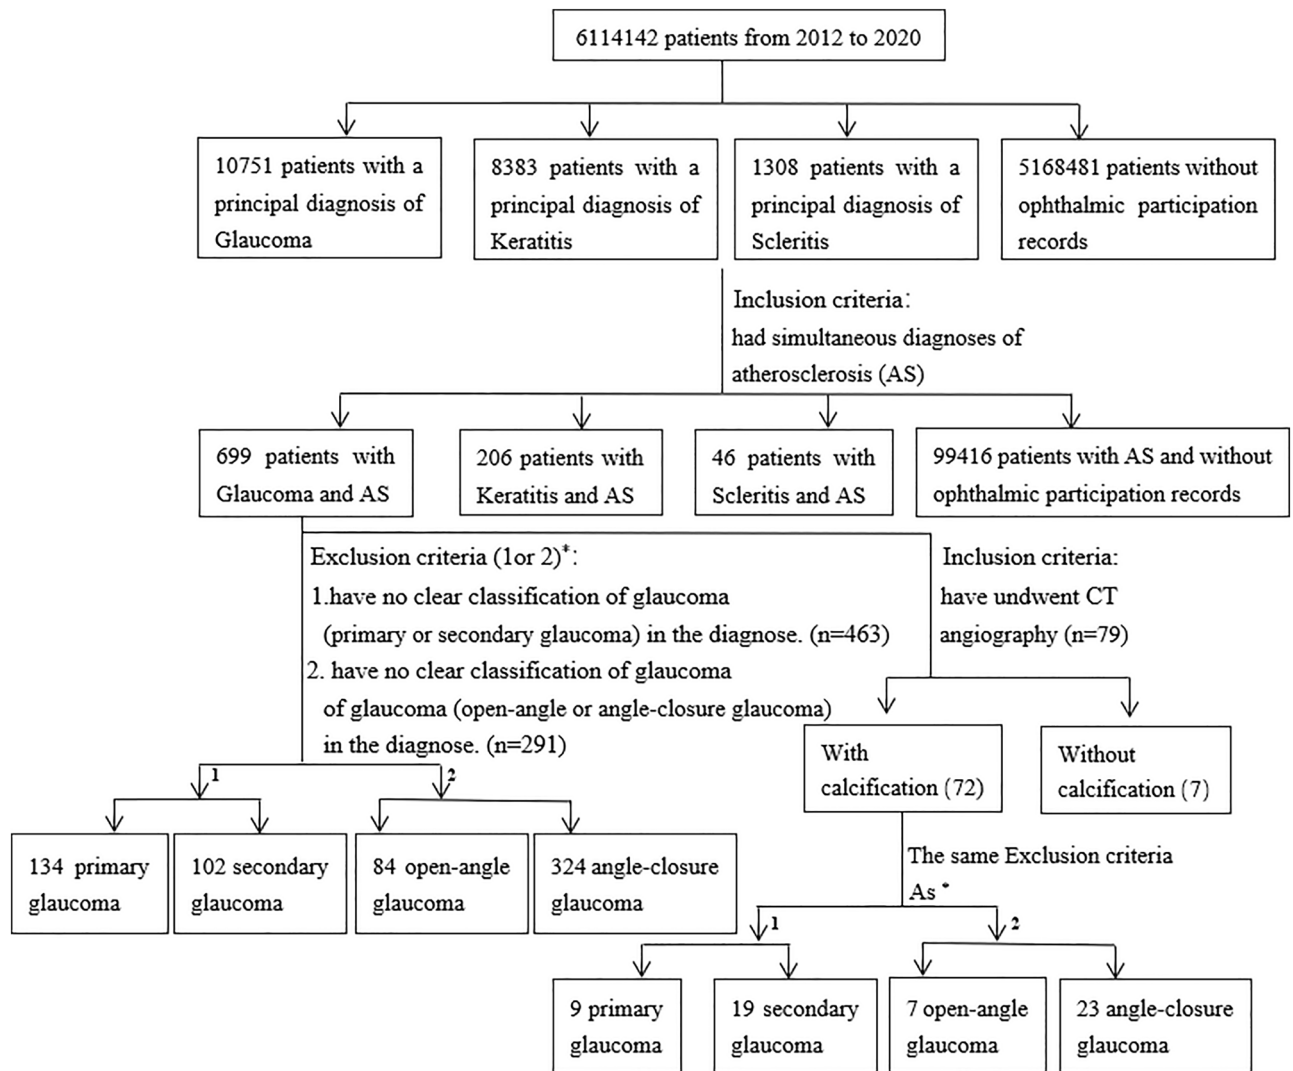 6114142 patients from 2012 to 2020
10751 patients with a
principal diagnosis of
Glaucoma
8383 patients with a
principal diagnosis of
Keratitis
1308 patients with a
principal diagnosis of
Scleritis
5168481 patients without
ophthalmic participation
records
Inclusion criteria:
had simultaneous diagnoses of
atherosclerosis (AS)
699 patients with
Glaucoma and AS
206 patients with
Keratitis and AS
46 patients with
Scleritis and AS
99416 patients with AS and without
ophthalmic participation records
Exclusion criteria (1or 2)*:
1.have no clear classification of glaucoma
(primary or secondary glaucoma) in the diagnose. (n=463)
2. have no clear classification of glaucoma
of glaucoma (open-angle or angle-closure glaucoma)
in the diagnose. (n=291)
Inclusion criteria:
have undwent CT
angiography (n=79)
With
calcification (72)
Without
calcification (7)
1
2
134 primary
glaucoma
102 secondary
glaucoma
84 open-angle
glaucoma
324 angle-closure
glaucoma
The same Exclusion criteria
As *
1
2
9 primary
glaucoma
19 secondary
glaucoma
7 open-angle
glaucoma
23 angle-closure
glaucoma